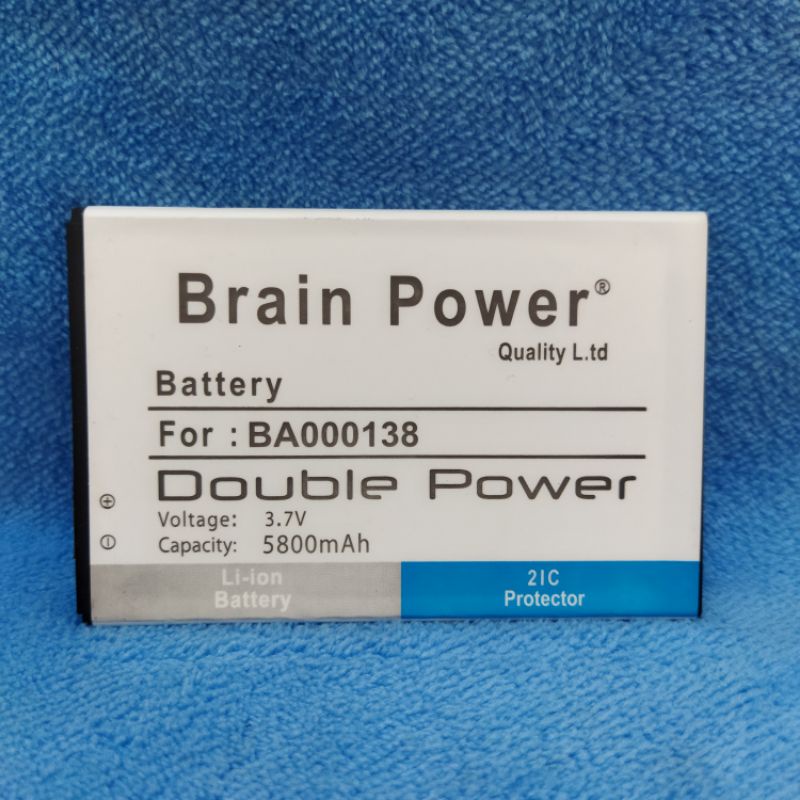 Brain Power®
Quality L.td
Battery
For : BA000138
Double Power
Voltage: 3.7V
Capacity: 5800mAh
Li-ion
Battery
2IC
Protector